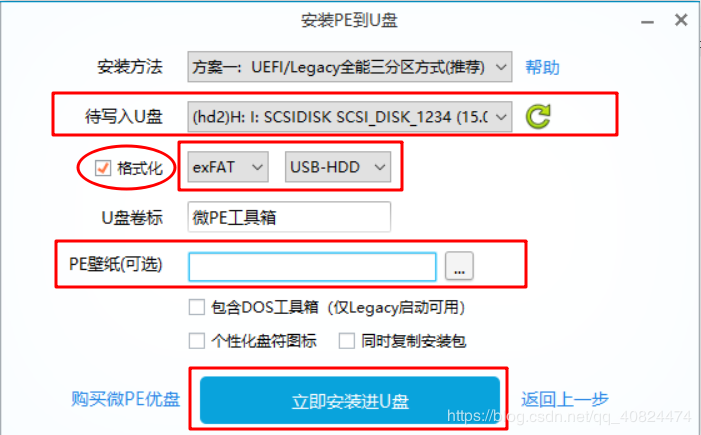 安装PE到U盘
安装方法 方案一：UEFI/Legacy全能三分区方式(推荐) 帮助
待写入U盘 (hd2)H: I: SCSIDISK SCSI_DISK_1234 (15.0
格式化 exFAT USB-HDD
U盘卷标 微PE工具箱
PE壁纸(可选) ...
包含DOS工具箱（仅Legacy启动可用）
个性化盘符图标 同时复制安装包
购买微PE优盘 立即安装进U盘 返回上一步
https://blog.csdn.net/qq_40824474